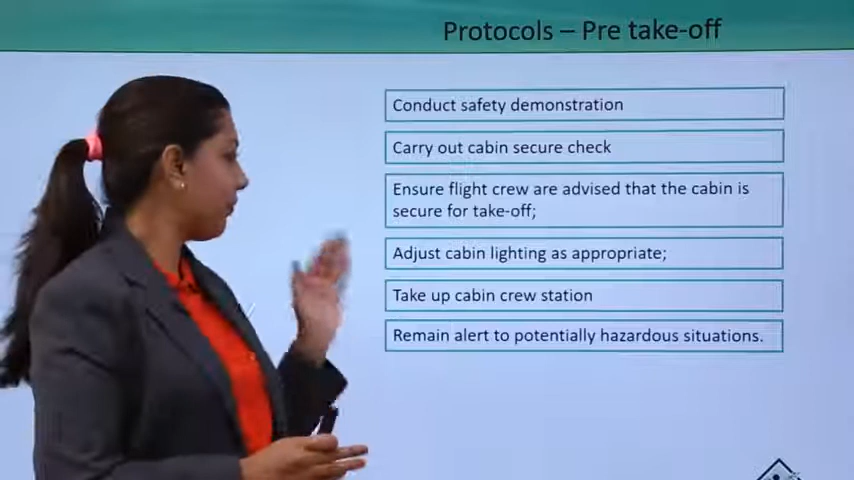 Protocols – Pre take-off
Conduct safety demonstration
Carry out cabin secure check
Ensure flight crew are advised that the cabin is
secure for take-off;
Adjust cabin lighting as appropriate;
Take up cabin crew station
Remain alert to potentially hazardous situations.